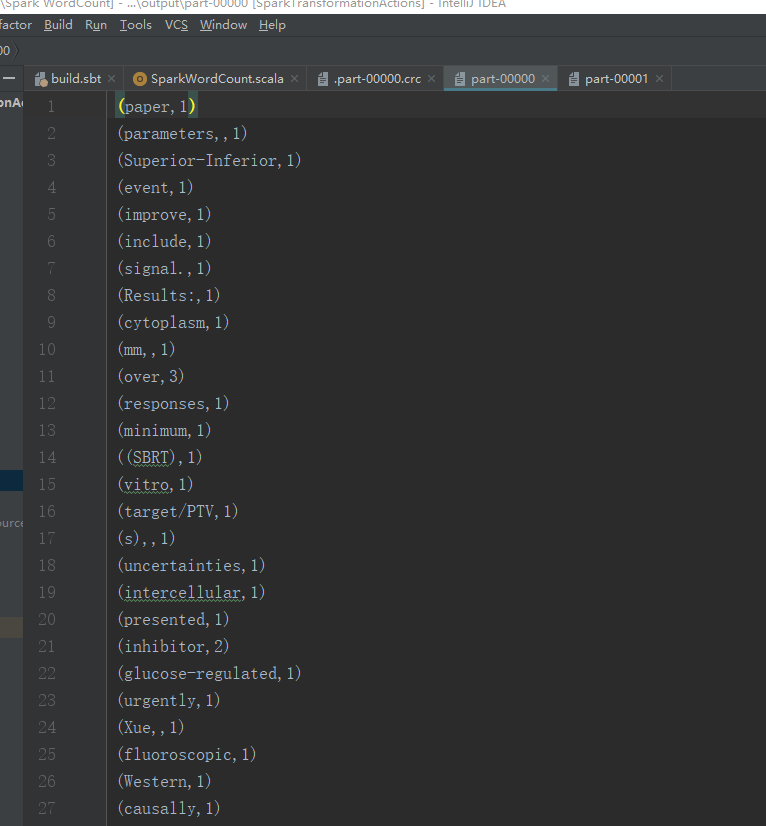 \Spark WordCount] - ...\output\part-00000 [SparkTransformationActions] - IntelliJ IDEA
factor Build Run Tools VCS Window Help
00
build.sbt × SparkWordCount.scala × .part-00000.crc × part-00000 × part-00001 ×
onAc
ource
1 (paper,1)
2 (parameters,,1)
3 (Superior-Inferior,1)
4 (event,1)
5 (improve,1)
6 (include,1)
7 (signal.,1)
8 (Results:,1)
9 (cytoplasm,1)
10 (mm,,1)
11 (over,3)
12 (responses,1)
13 (minimum,1)
14 ((SBRT),1)
15 (vitro,1)
16 (target/PTV,1)
17 (s),,1)
18 (uncertainties,1)
19 (intercellular,1)
20 (presented,1)
21 (inhibitor,2)
22 (glucose-regulated,1)
23 (urgently,1)
24 (Xue,,1)
25 (fluoroscopic,1)
26 (Western,1)
27 (causally,1)